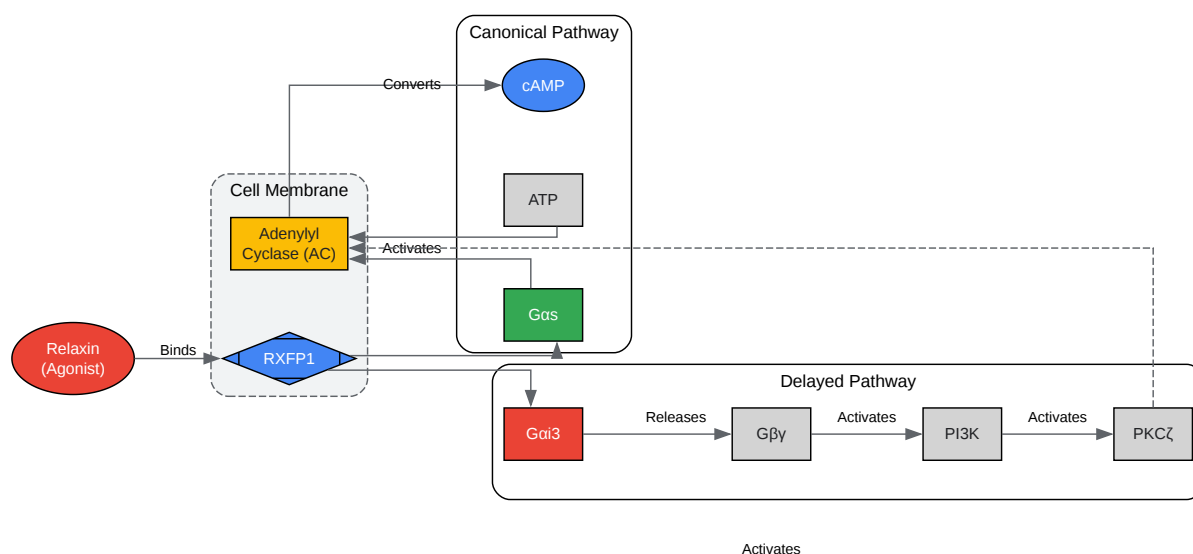 Canonical Pathway
Converts
cAMP
Cell Membrane
ATP
Adenylyl
Cyclase (AC)
Activates
Gαs
Relaxin
(Agonist)
Binds
RXFP1
Delayed Pathway
Gαi3
Releases
Gβγ
Activates
PI3K
Activates
PKCζ
Activates